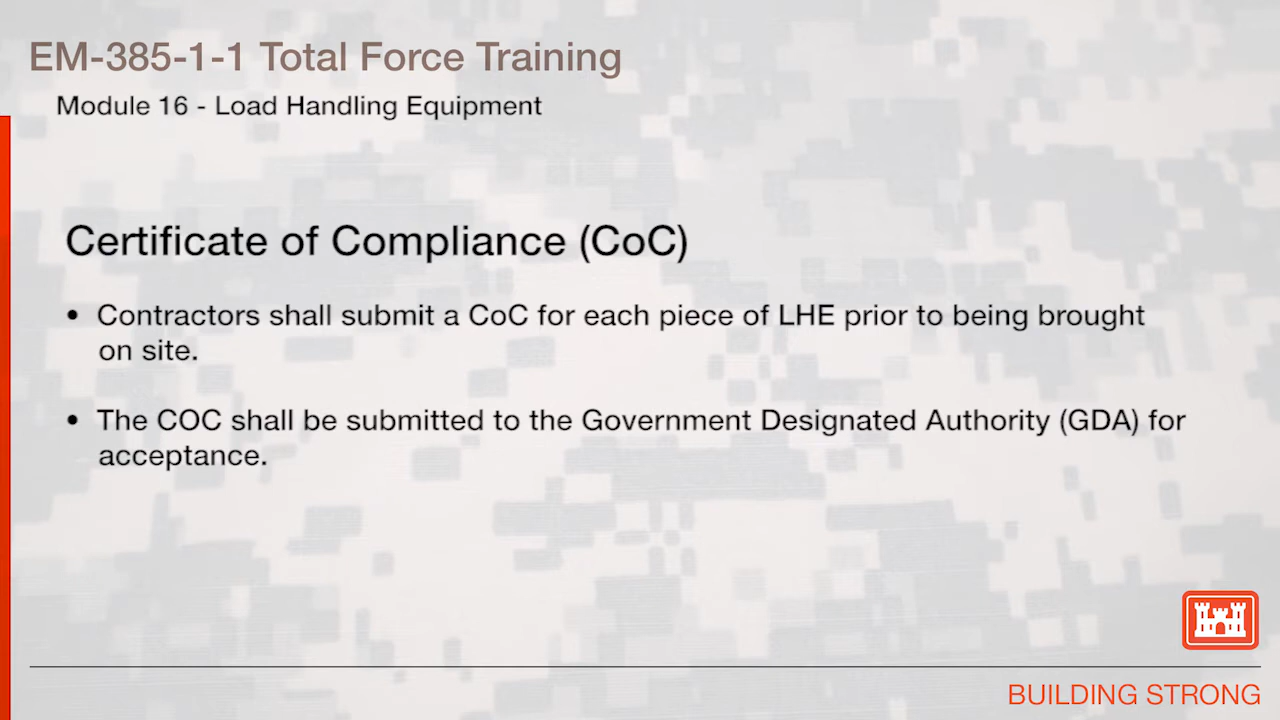 EM-385-1-1 Total Force Training
Module 16 - Load Handling Equipment
Certificate of Compliance (CoC)
• Contractors shall submit a CoC for each piece of LHE prior to being brought
on site.
• The COC shall be submitted to the Government Designated Authority (GDA) for
acceptance.
BUILDING STRONG